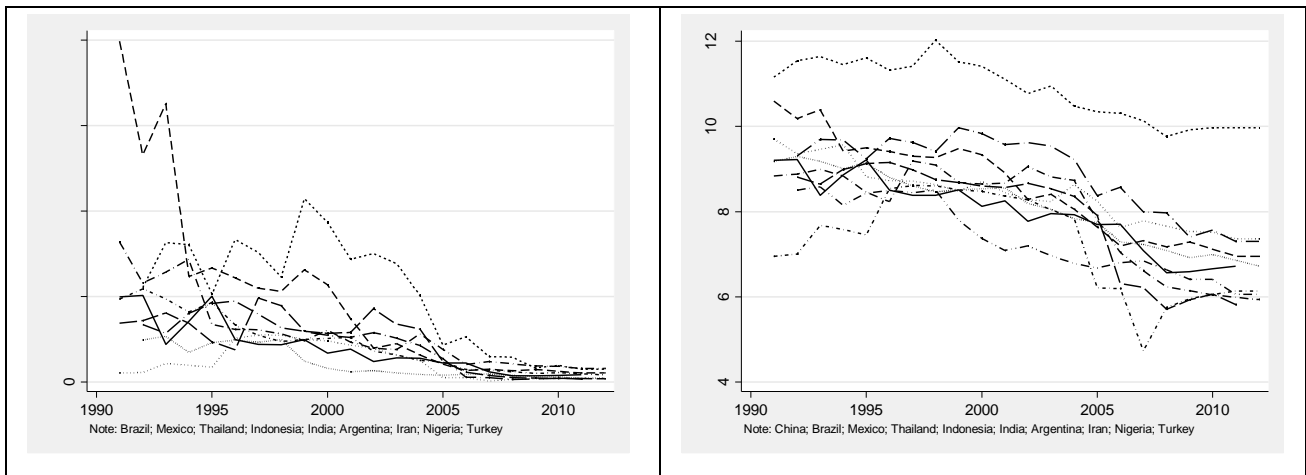 0
1990 1995 2000 2005 2010
Note: Brazil; Mexico; Thailand; Indonesia; India; Argentina; Iran; Nigeria; Turkey
12
10
8
6
4
1990 1995 2000 2005 2010
Note: China; Brazil; Mexico; Thailand; Indonesia; India; Argentina; Iran; Nigeria; Turkey